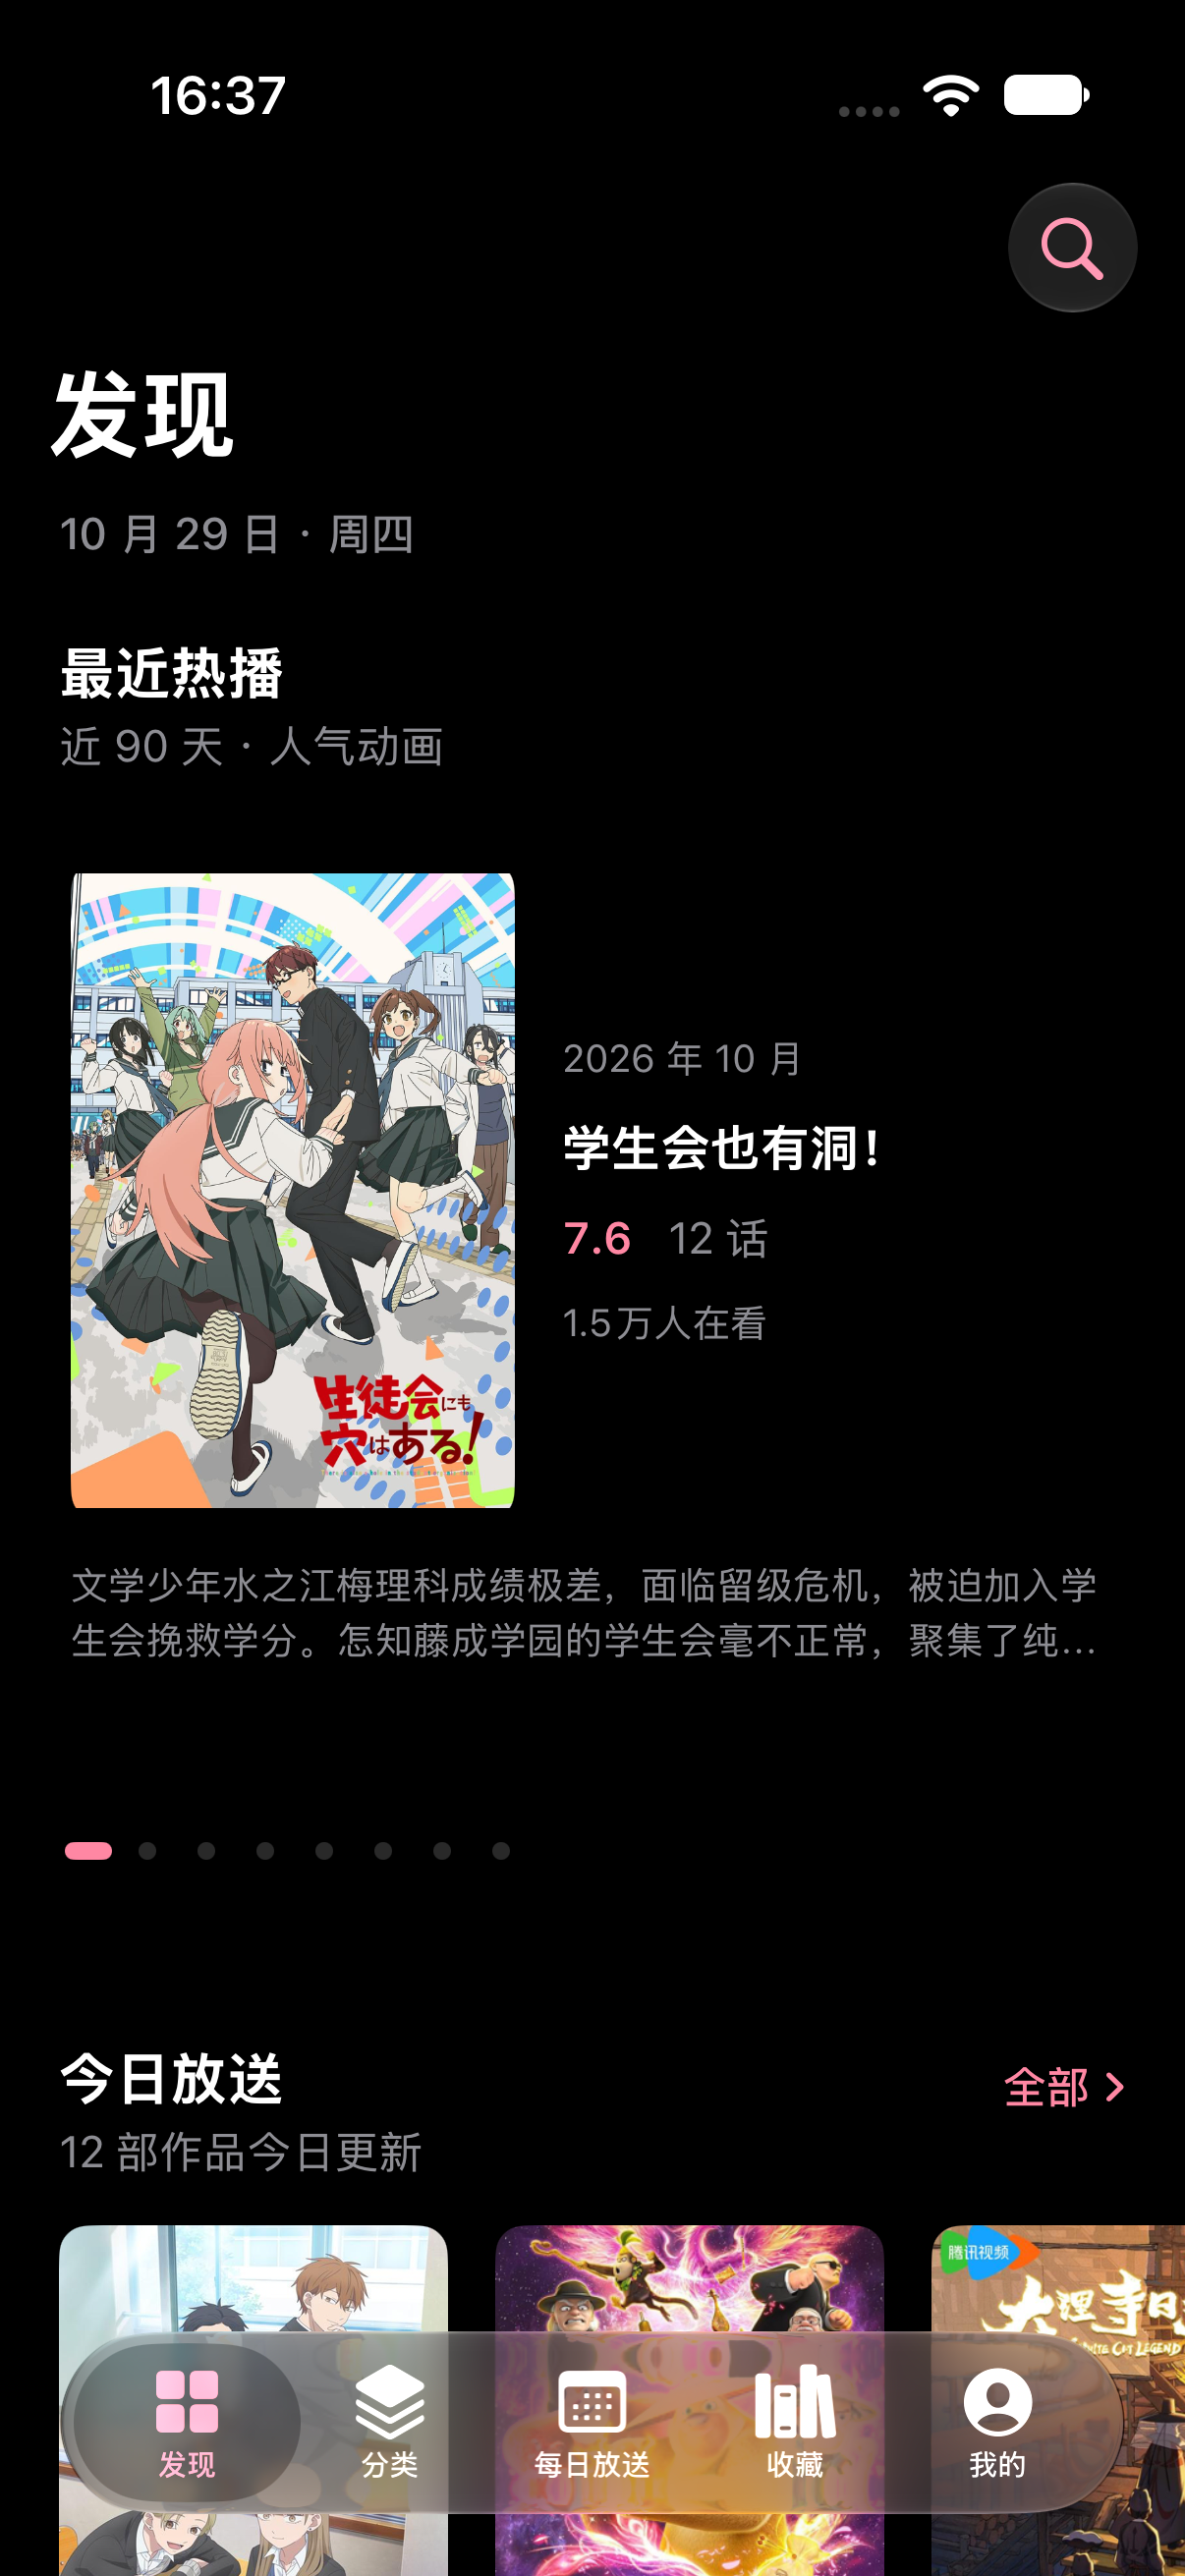 16:37
发现
10 月 29 日 · 周四
最近热播
近 90 天 · 人气动画
2026 年 10 月
学生会也有洞！
7.6 12 话
1.5万人在看
生徒会にも
穴はある!
文学少年水之江梅理科成绩极差，面临留级危机，被迫加入学
生会挽救学分。怎知藤成学园的学生会毫不正常，聚集了纯...
今日放送
全部
12 部作品今日更新
腾讯视频
大理寺日
发现
分类
每日放送
收藏
我的